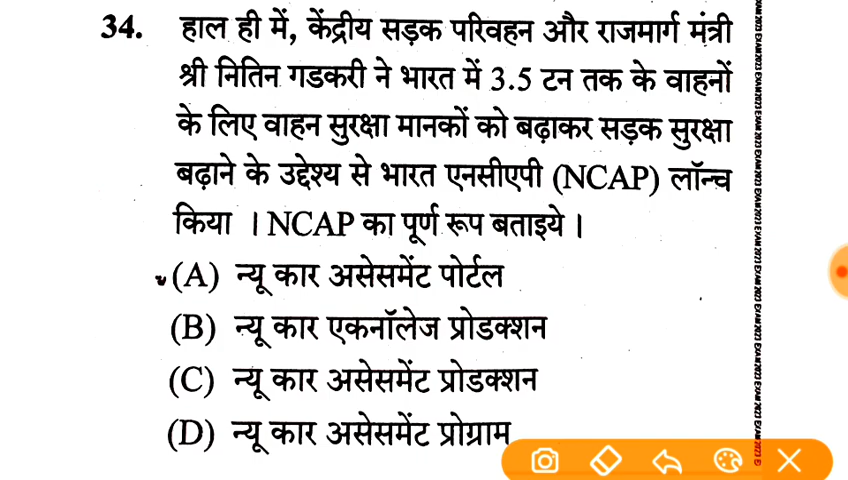 34. हाल ही में, केंद्रीय सड़क परिवहन और राजमार्ग मंत्री
श्री नितिन गडकरी ने भारत में 3.5 टन तक के वाहनों
के लिए वाहन सुरक्षा मानकों को बढ़ाकर सड़क सुरक्षा
बढ़ाने के उद्देश्य से भारत एनसीएपी (NCAP) लॉन्च
किया । NCAP का पूर्ण रूप बताइये ।
(A) न्यू कार असेसमेंट पोर्टल
(B) न्यू कार एकनॉलेज प्रोडक्शन
(C) न्यू कार असेसमेंट प्रोडक्शन
(D) न्यू कार असेसमेंट प्रोग्राम